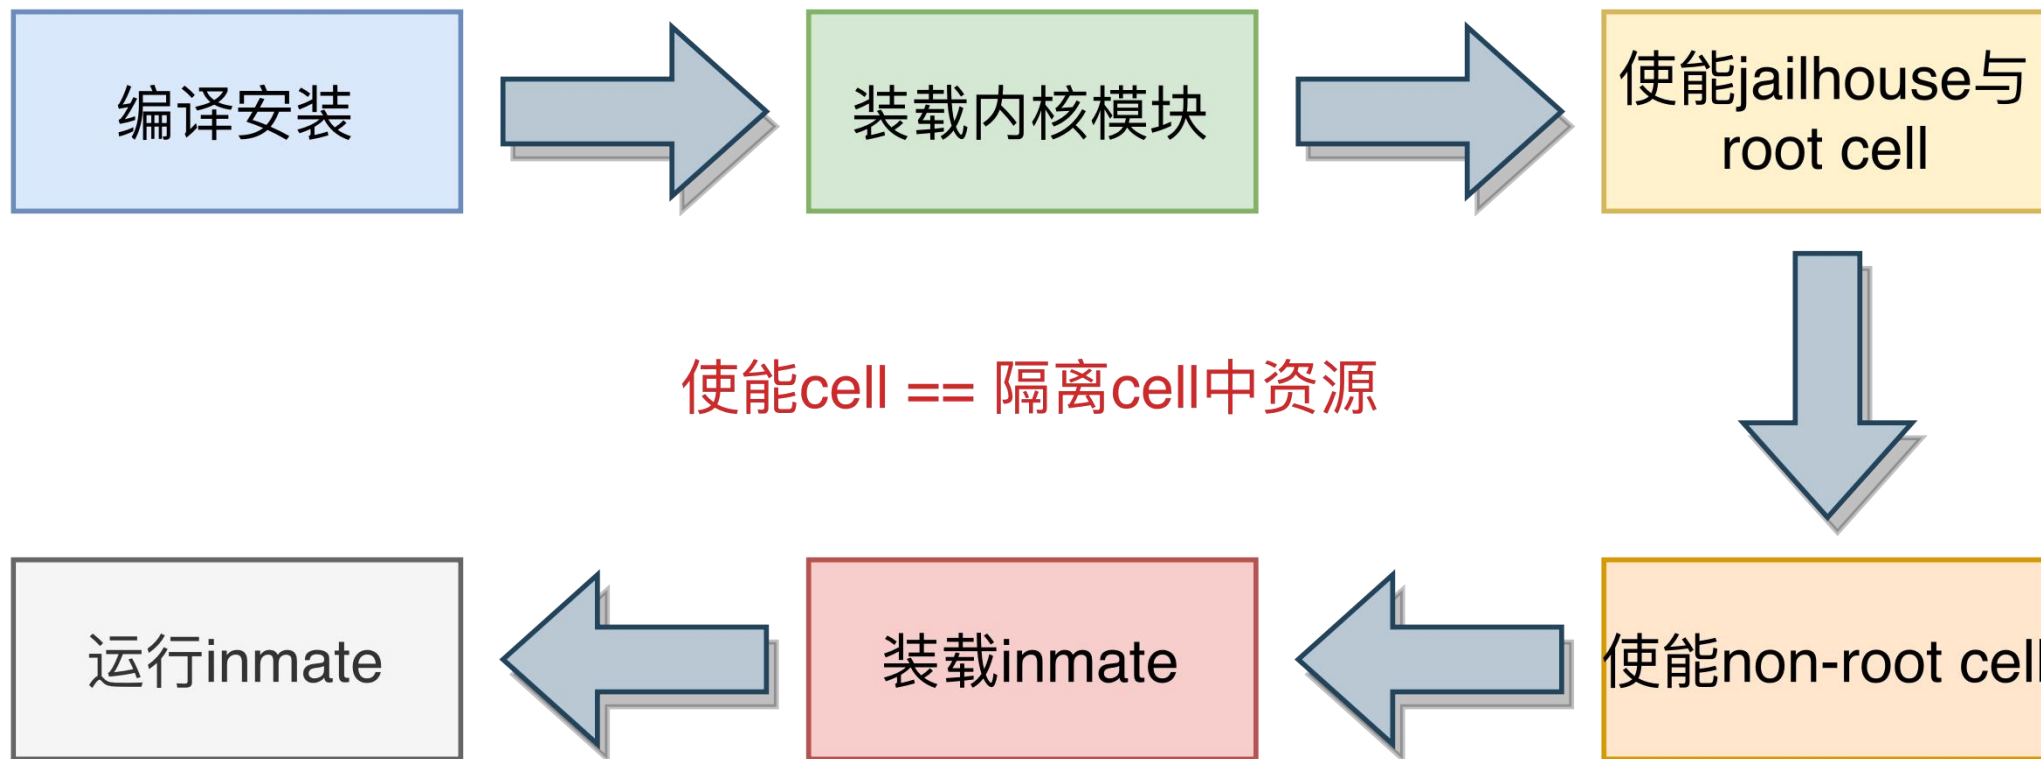 编译安装
装载内核模块
使能jailhouse与
root cell
使能cell == 隔离cell中资源
使能non-root cell
装载inmate
运行inmate